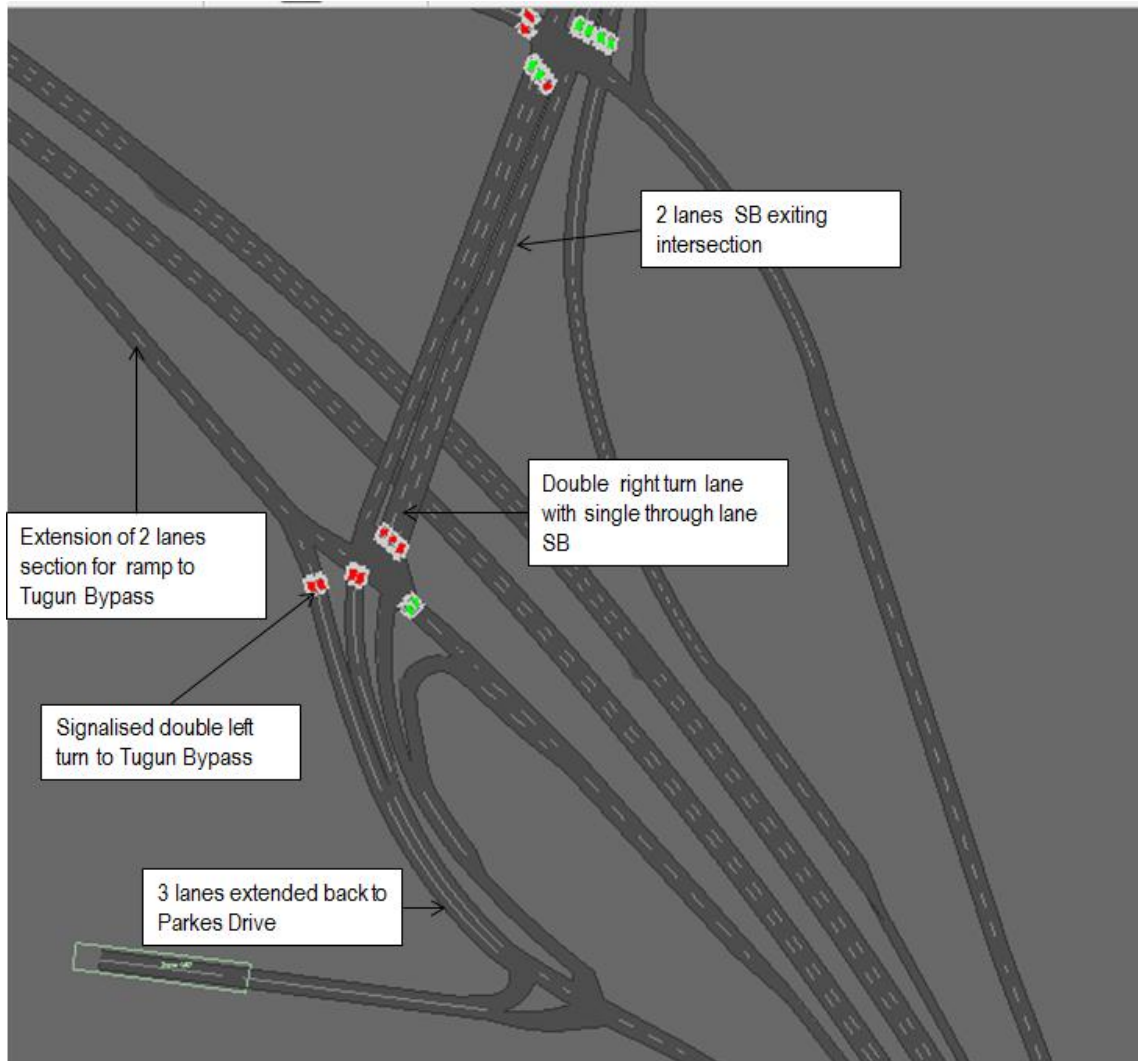 2 lanes SB exiting
intersection
Double right turn lane
with single through lane
SB
Extension of 2 lanes
section for ramp to
Tugun Bypass
Signalised double left
turn to Tugun Bypass
3 lanes extended back to
Parkes Drive